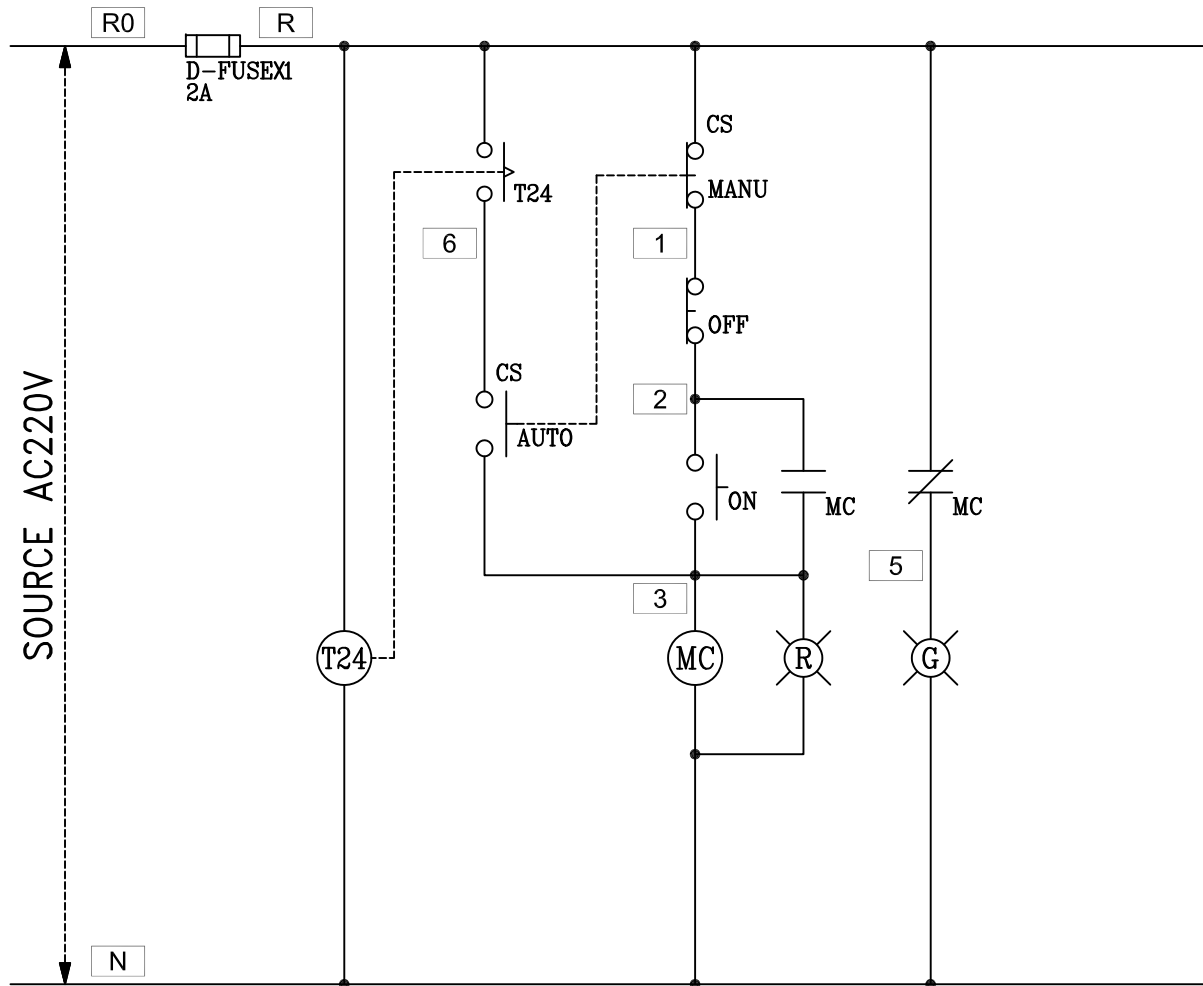 R0
R
D-FUSEX1
2A
CS
MANU
T24
6
1
OFF
CS
2
AUTO
ON
MC
MC
5
3
SOURCE AC220V
T24
MC
R
G
N